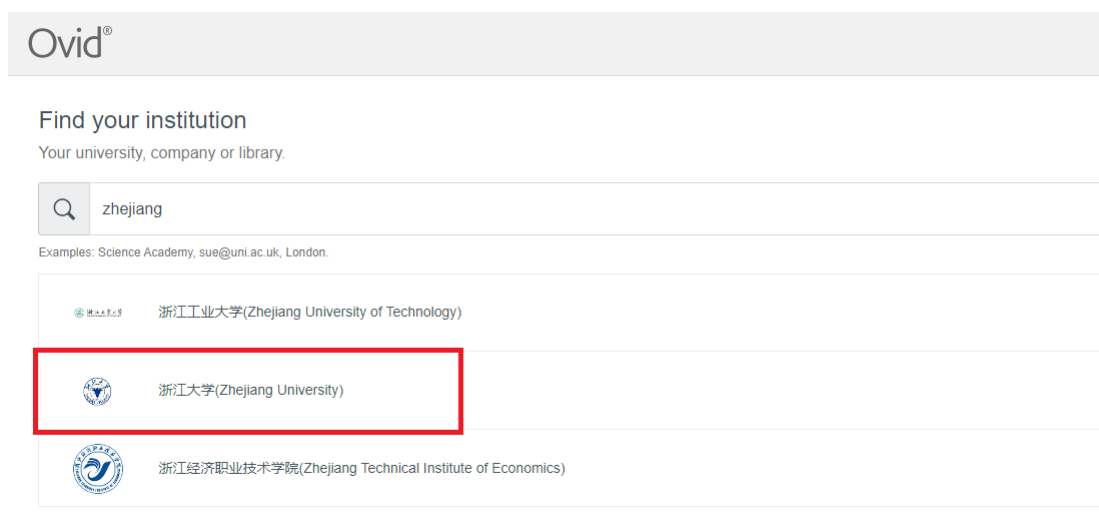 Ovid®
Find your institution
Your university, company or library.
zhejiang
Examples: Science Academy, sue@uni.ac.uk, London.
浙江工业大学(Zhejiang University of Technology)
浙江大学(Zhejiang University)
浙江经济职业技术学院(Zhejiang Technical Institute of Economics)